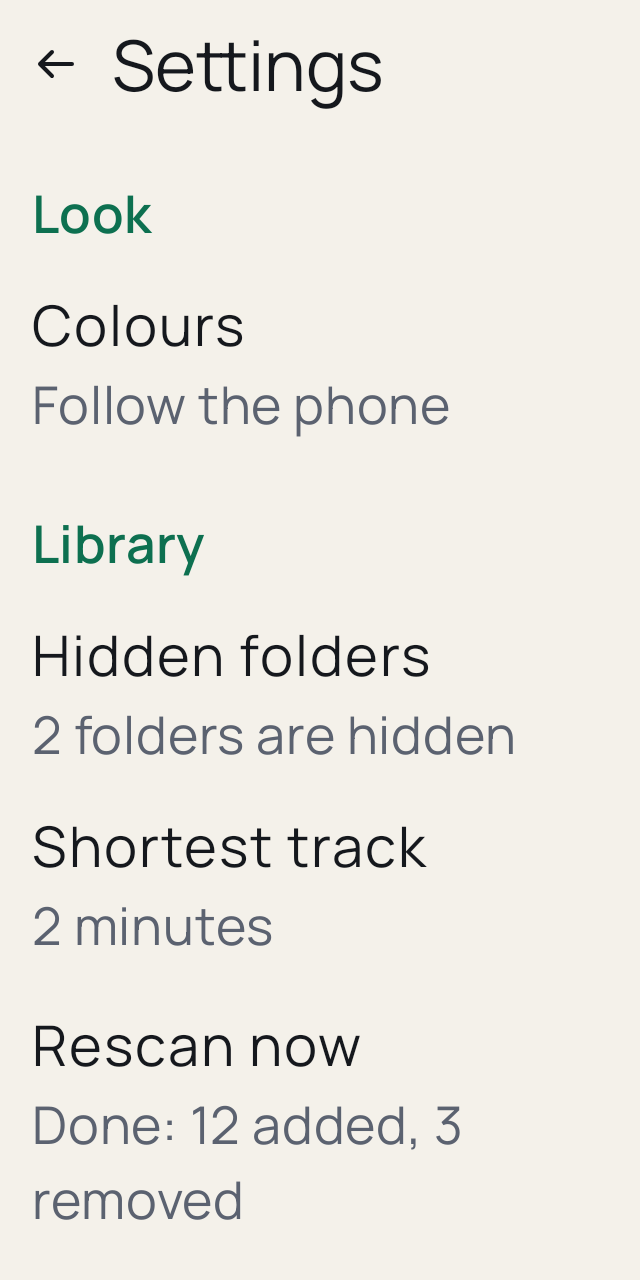 Settings
Look
Colours
Follow the phone
Library
Hidden folders
2 folders are hidden
Shortest track
2 minutes
Rescan now
Done: 12 added, 3
removed